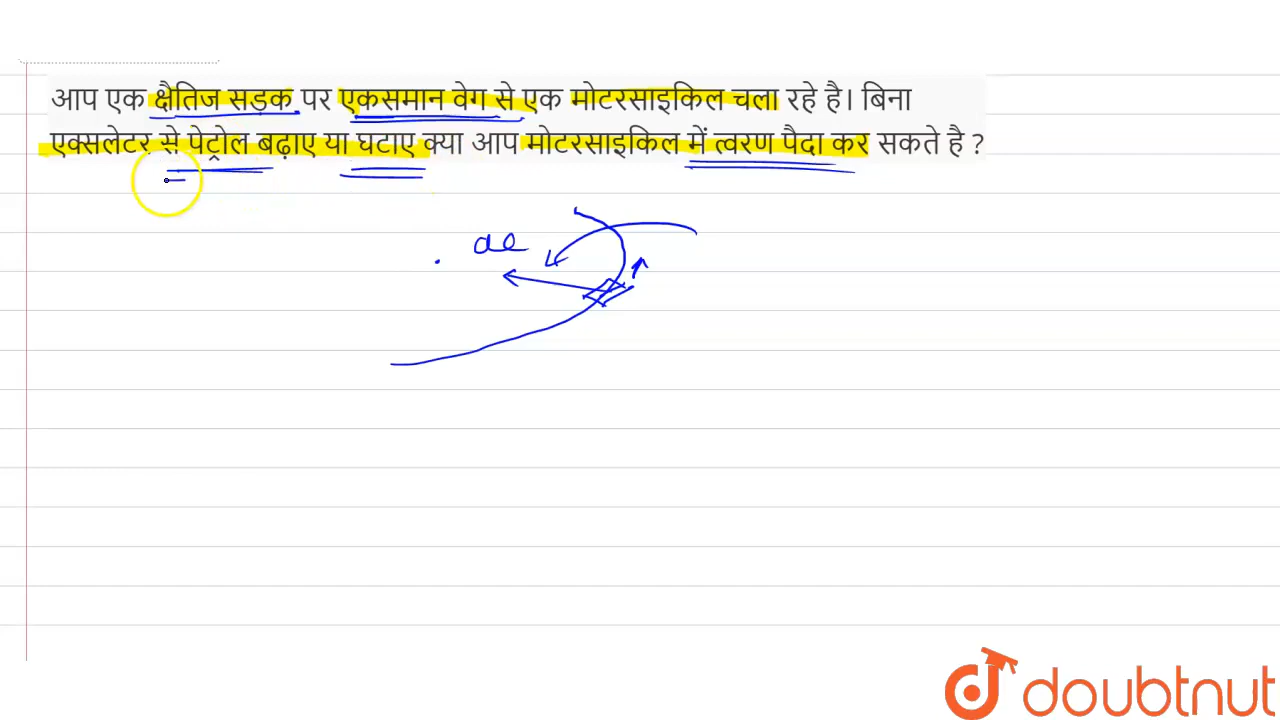 आप एक क्षैतिज सड़क पर एकसमान वेग से एक मोटरसाइकिल चला रहे है। बिना
एक्सलेटर से पेट्रोल बढ़ाए या घटाए क्या आप मोटरसाइकिल में त्वरण पैदा कर सकते है ?
doubtnut